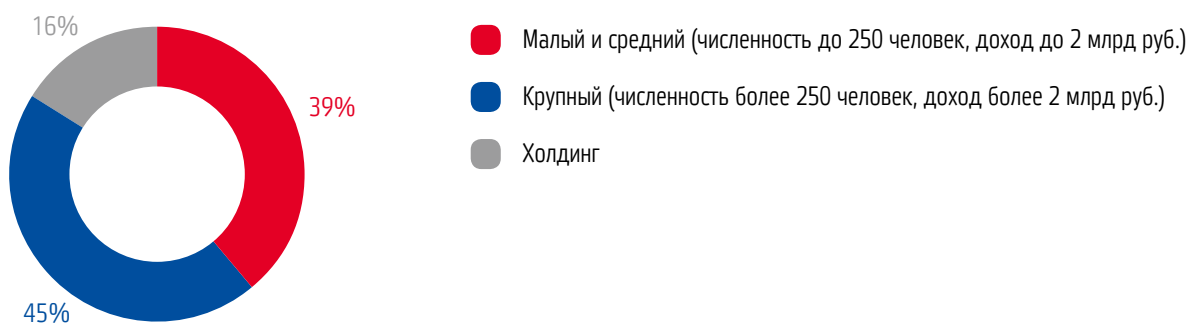 16%
39%
45%
Малый и средний (численность до 250 человек, доход до 2 млрд руб.)
Крупный (численность более 250 человек, доход более 2 млрд руб.)
Холдинг